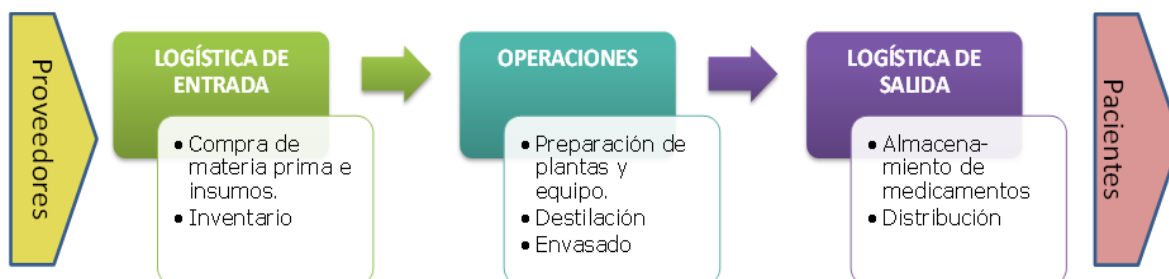 Proveedores
LOGÍSTICA DE
ENTRADA
• Compra de
materia prima e
insumos.
• Inventario
OPERACIONES
• Preparación de
plantas y
equipo.
• Destilación
• Envasado
LOGÍSTICA DE
SALIDA
• Almacena-
miento de
medicamentos
• Distribución
Pacientes